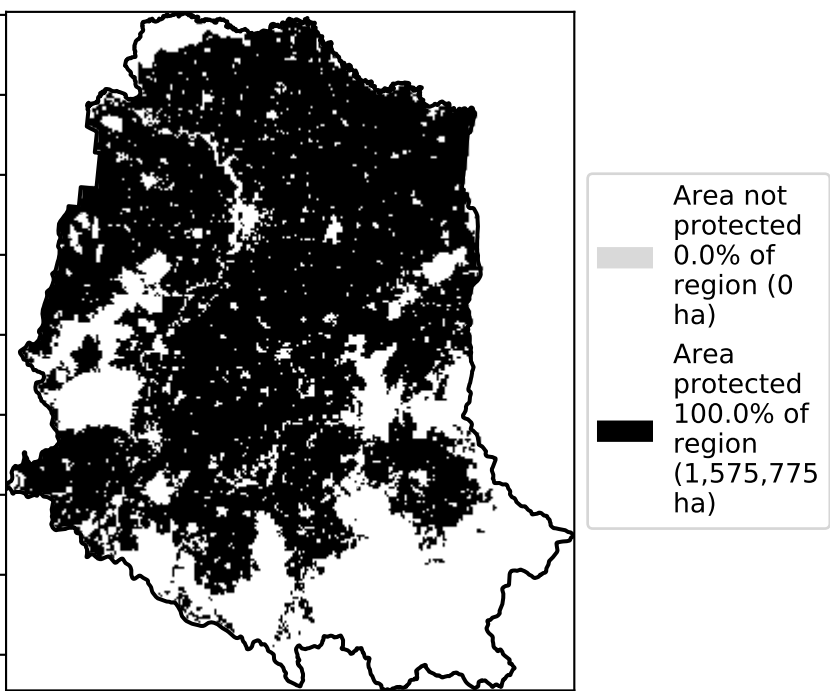 Area not
protected
0.0% of
region (0
ha)
Area
protected
100.0% of
region
(1,575,775
ha)